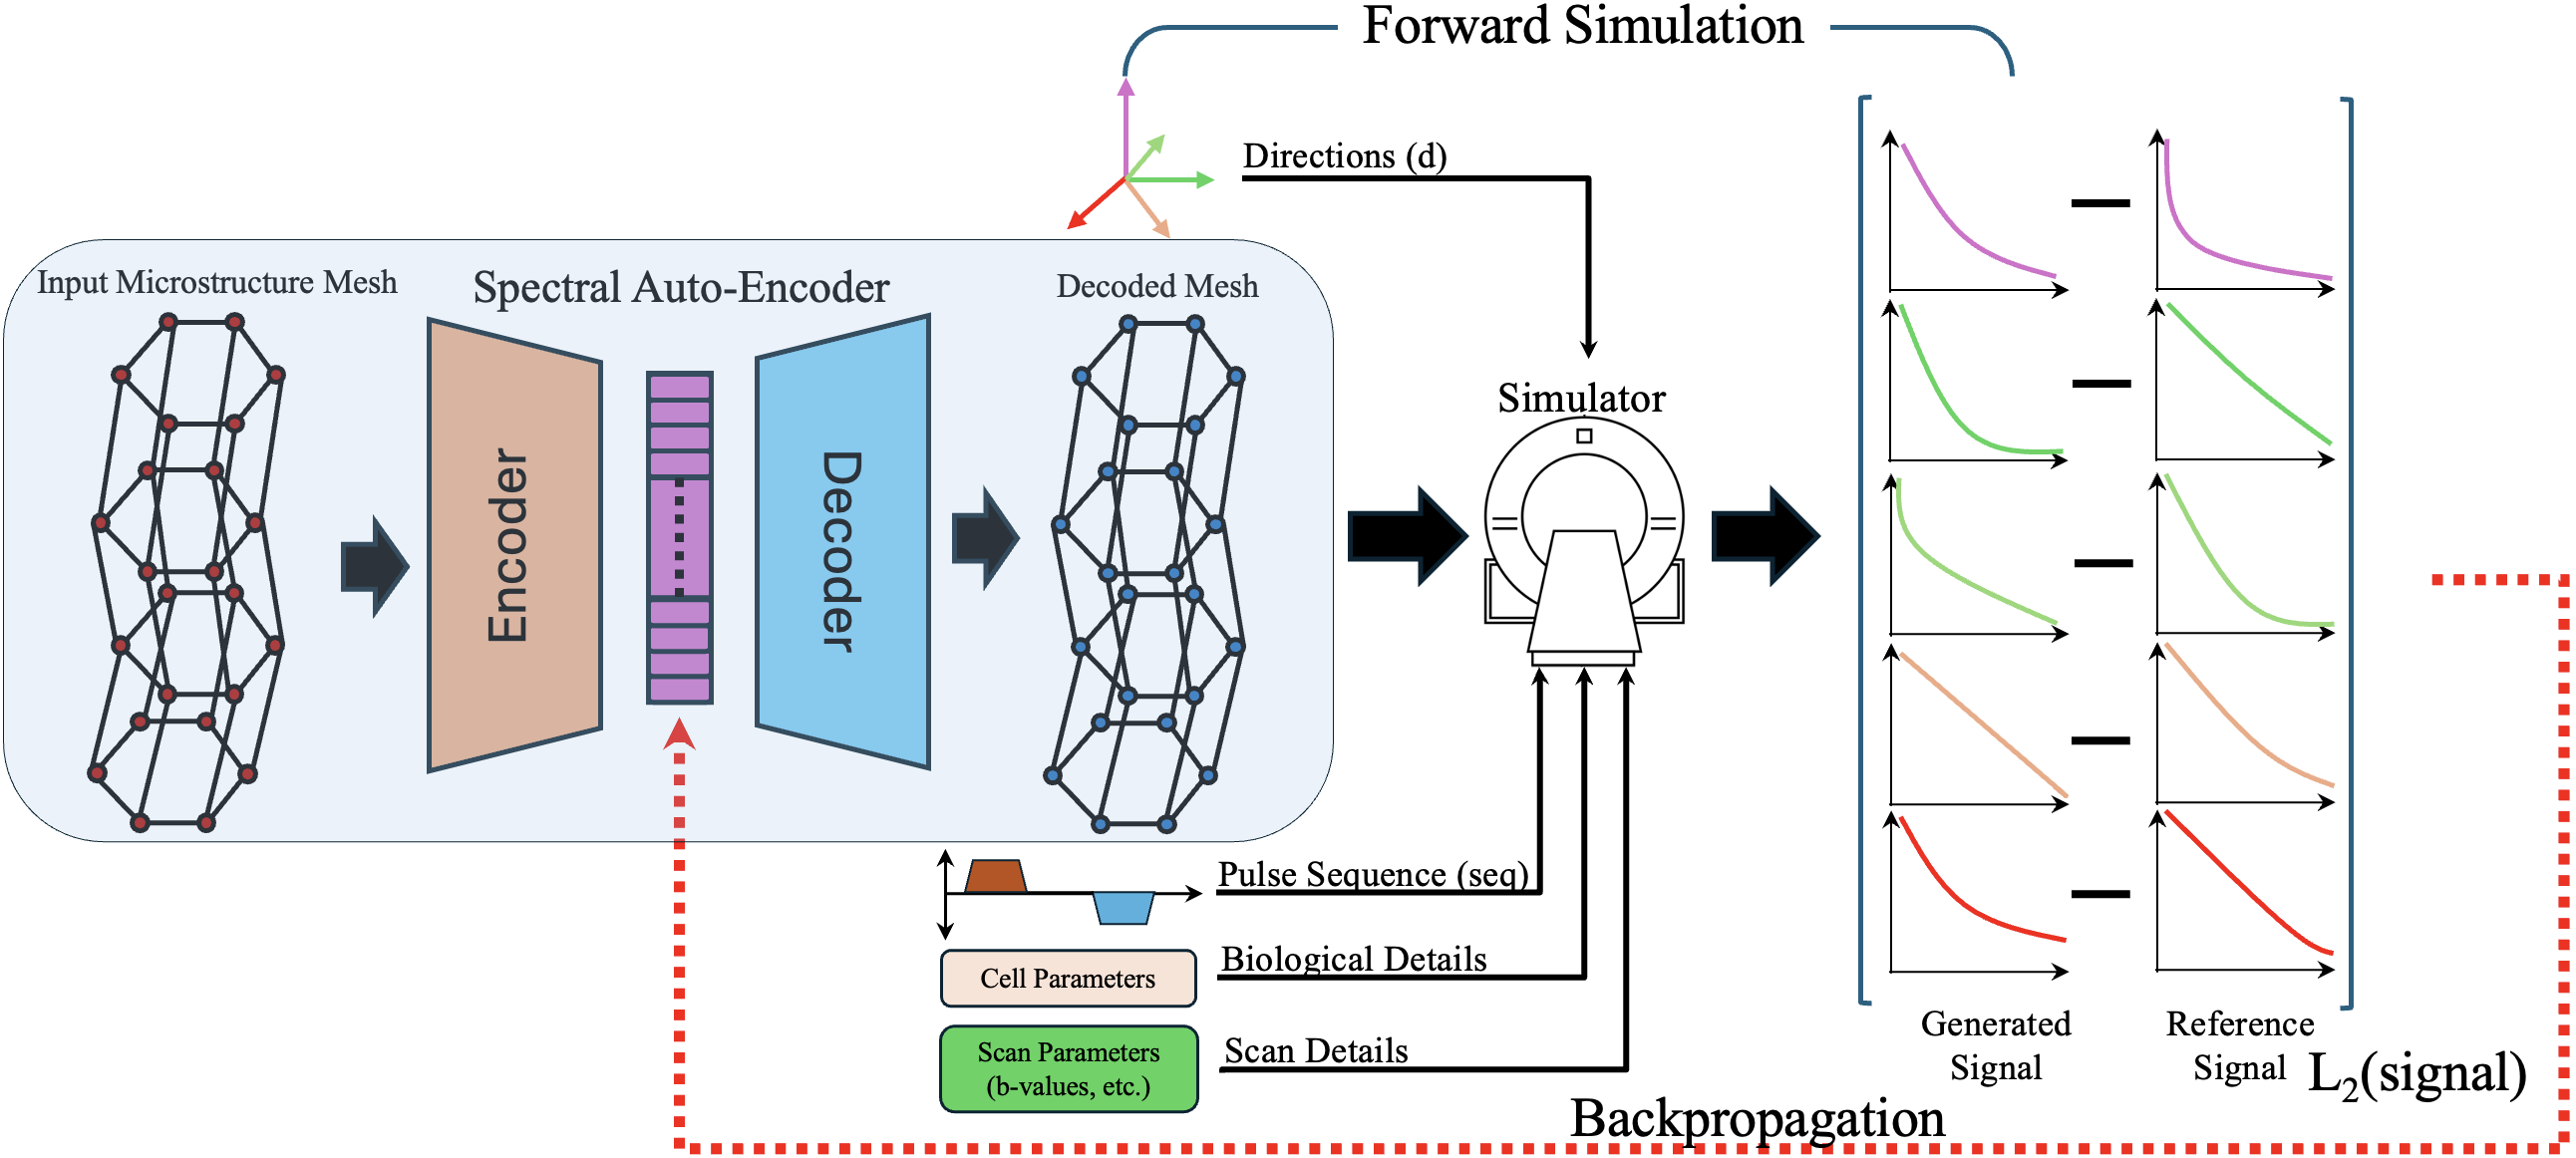 Forward Simulation
Directions (d)
Input Microstructure Mesh
Spectral Auto-Encoder
Decoded Mesh
Encoder
Decoder
Simulator
Pulse Sequence (seq)
Cell Parameters
Biological Details
Scan Parameters
(b-values, etc.)
Scan Details
Generated
Signal
Reference
Signal
L₂(signal)
Backpropagation